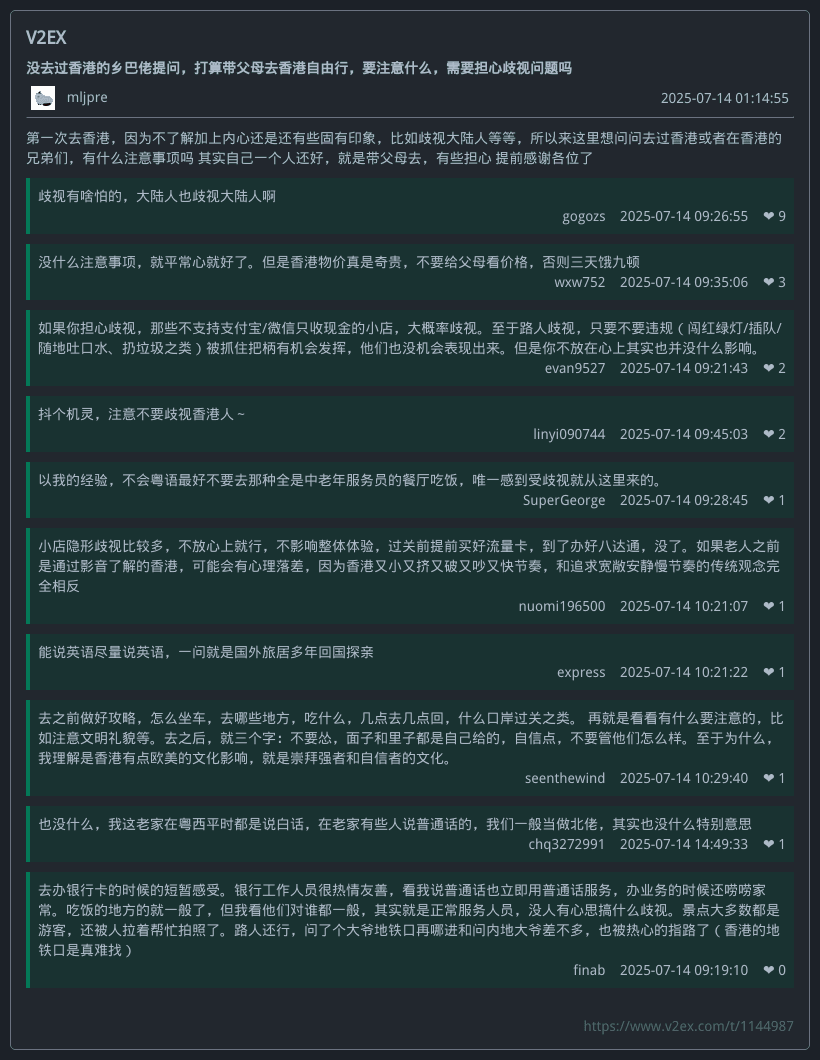 V2EX
没去过香港的乡巴佬提问，打算带父母去香港自由行，要注意什么，需要担心歧视问题吗
mljpre 2025-07-14 01:14:55
第一次去香港，因为不了解加上内心还是还有些固有印象，比如歧视大陆人等等，所以来这里想问问去过香港或者在香港的
兄弟们，有什么注意事项吗 其实自己一个人还好，就是带父母去，有些担心 提前感谢各位了
歧视有啥怕的，大陆人也歧视大陆人啊
gogozs 2025-07-14 09:26:55 ❤ 9
没什么注意事项，就平常心就好了。但是香港物价真是奇贵，不要给父母看价格，否则三天饿九顿
wxw752 2025-07-14 09:35:06 ❤ 3
如果你担心歧视，那些不支持支付宝/微信只收现金的小店，大概率歧视。至于路人歧视，只要不要违规（闯红绿灯/插队/
随地吐口水、扔垃圾之类）被抓住把柄有机会发挥，他们也没机会表现出来。但是你不放在心上其实也并没什么影响。
evan9527 2025-07-14 09:21:43 ❤ 2
抖个机灵，注意不要歧视香港人 ~
linyi090744 2025-07-14 09:45:03 ❤ 2
以我的经验，不会粤语最好不要去那种全是中老年服务员的餐厅吃饭，唯一感到受歧视就从这里来的。
SuperGeorge 2025-07-14 09:28:45 ❤ 1
小店隐形歧视比较多，不放心上就行，不影响整体体验，过关前提前买好流量卡，到了办好八达通，没了。如果老人之前
是通过影音了解的香港，可能会有心理落差，因为香港又小又挤又破又吵又快节奏，和追求宽敞安静慢节奏的传统观念完
全相反
nuomi196500 2025-07-14 10:21:07 ❤ 1
能说英语尽量说英语，一问就是国外旅居多年回国探亲
express 2025-07-14 10:21:22 ❤ 1
去之前做好攻略，怎么坐车，去哪些地方，吃什么，几点去几点回，什么口岸过关之类。 再就是看看有什么要注意的，比
如注意文明礼貌等。去之后，就三个字：不要怂，面子和里子都是自己给的，自信点，不要管他们怎么样。至于为什么，
我理解是香港有点欧美的文化影响，就是崇拜强者和自信者的文化。
seenthewind 2025-07-14 10:29:40 ❤ 1
也没什么，我这老家在粤西平时都是说白话，在老家有些人说普通话的，我们一般当做北佬，其实也没什么特别意思
chq3272991 2025-07-14 14:49:33 ❤ 1
去办银行卡的时候的短暂感受。银行工作人员很热情友善，看我说普通话也立即用普通话服务，办业务的时候还唠唠家
常。吃饭的地方的就一般了，但我看他们对谁都一般，其实就是正常服务人员，没人有心思搞什么歧视。景点大多数都是
游客，还被人拉着帮忙拍照了。路人还行，问了个大爷地铁口再哪进和问内地大爷差不多，也被热心的指路了（香港的地
铁口是真难找）
finab 2025-07-14 09:19:10 ❤ 0
https://www.v2ex.com/t/1144987